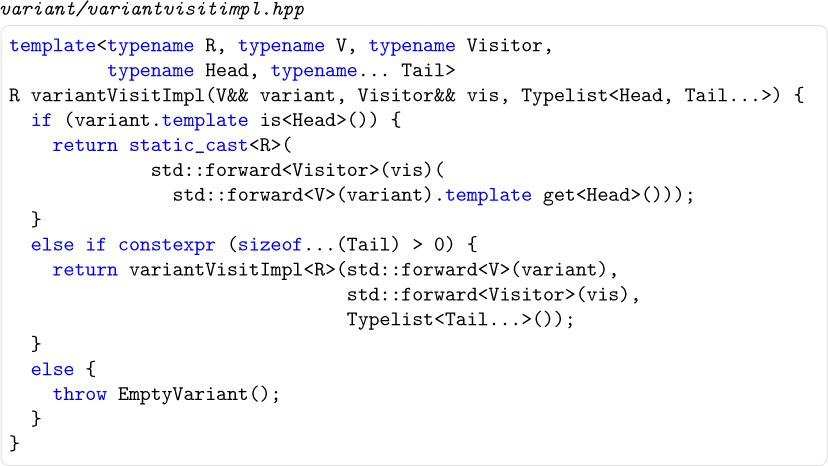 variant/variantvisitimpl.hpp
template<typename R, typename V, typename Visitor,
         typename Head, typename... Tail>
R variantVisitImpl(V&& variant, Visitor&& vis, Typelist<Head, Tail...>) {
  if (variant.template is<Head>()) {
    return static_cast<R>(
             std::forward<Visitor>(vis)(
               std::forward<V>(variant).template get<Head>()));
  }
  else if constexpr (sizeof...(Tail) > 0) {
    return variantVisitImpl<R>(std::forward<V>(variant),
                               std::forward<Visitor>(vis),
                               Typelist<Tail...>());
  }
  else {
    throw EmptyVariant();
  }
}